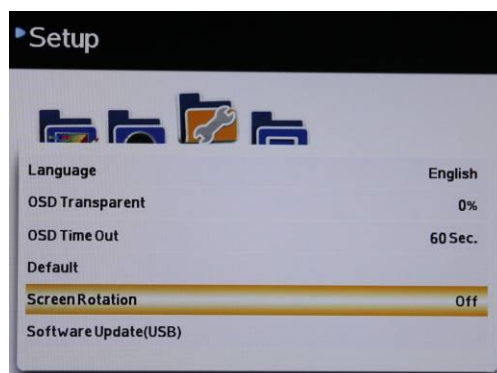 Setup
Language English
OSD Transparent 0%
OSD Time Out 60 Sec.
Default
Screen Rotation Off
Software Update(USB)